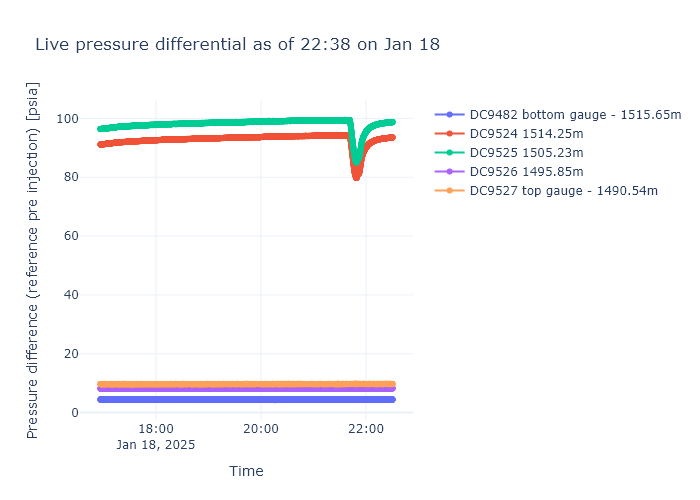 Live pressure differential as of 22:38 on Jan 18
Pressure difference (reference pre injection) [psia]
100
80
60
40
20
0
18:00
Jan 18, 2025
20:00
22:00
Time
DC9482 bottom gauge - 1515.65m
DC9524 1514.25m
DC9525 1505.23m
DC9526 1495.85m
DC9527 top gauge - 1490.54m